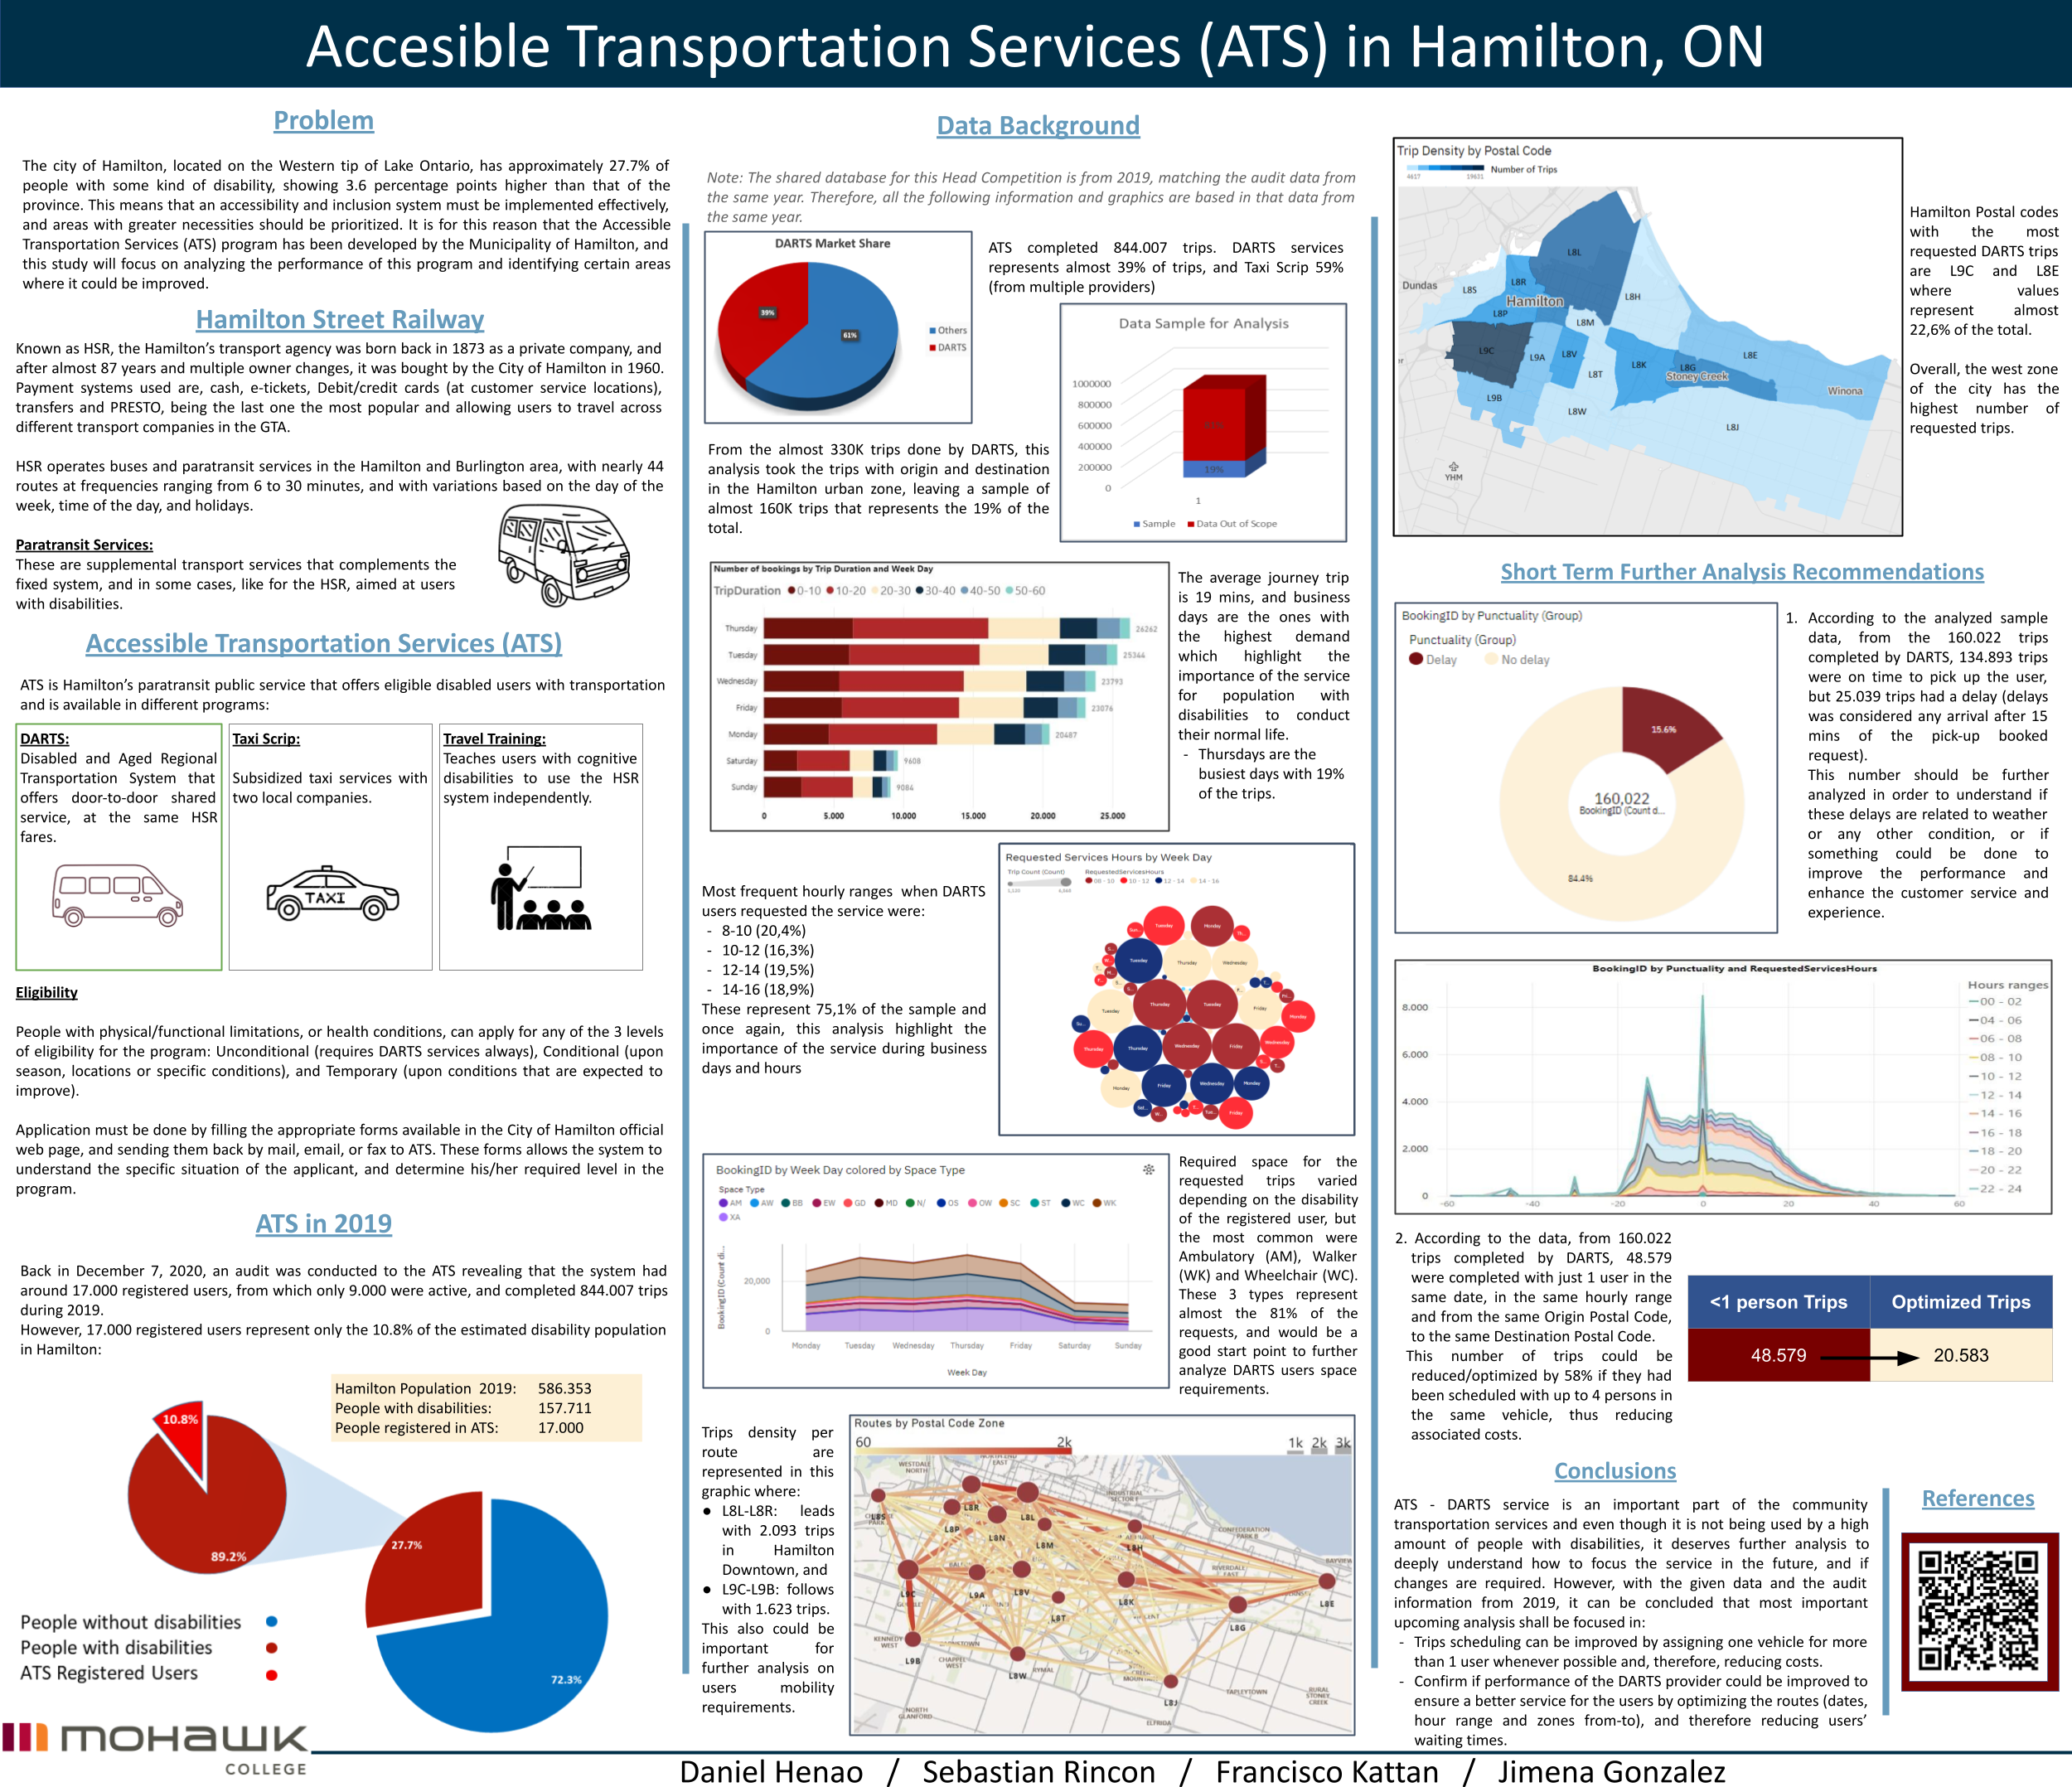 Accesible Transportation Services (ATS) in Hamilton, ON
Problem
The city of Hamilton, located on the Western tip of Lake Ontario, has approximately 27.7% of
people with some kind of disability, showing 3.6 percentage points higher than that of the
province. This means that an accessibility and inclusion system must be implemented effectively,
and areas with greater necessities should be prioritized. It is for this reason that the Accessible
Transportation Services (ATS) program has been developed by the Municipality of Hamilton, and
this study will focus on analyzing the performance of this program and identifying certain areas
where it could be improved.
Hamilton Street Railway
Known as HSR, the Hamilton's transport agency was born back in 1873 as a private company, and
after almost 87 years and multiple owner changes, it was bought by the City of Hamilton in 1960.
Payment systems used are, cash, e-tickets, Debit/credit cards (at customer service locations),
transfers and PRESTO, being the last one the most popular and allowing users to travel across
different transport companies in the GTA.
HSR operates buses and paratransit services in the Hamilton and Burlington area, with nearly 44
routes at frequencies ranging from 6 to 30 minutes, and with variations based on the day of the
week, time of the day, and holidays.
Paratransit Services:
These are supplemental transport services that complements the
fixed system, and in some cases, like for the HSR, aimed at users
with disabilities.
Accessible Transportation Services (ATS)
ATS is Hamilton's paratransit public service that offers eligible disabled users with transportation
and is available in different programs:
DARTS:
Disabled and Aged Regional
Transportation System that
offers door-to-door shared
service, at the same HSR
fares.
Taxi Scrip:
Subsidized taxi services with
two local companies.
TAXI
Travel Training:
Teaches users with cognitive
disabilities to use the HSR
system independently.
Eligibility
People with physical/functional limitations, or health conditions, can apply for any of the 3 levels
of eligibility for the program: Unconditional (requires DARTS services always), Conditional (upon
season, locations or specific conditions), and Temporary (upon conditions that are expected to
improve).
Application must be done by filling the appropriate forms available in the City of Hamilton official
web page, and sending them back by mail, email, or fax to ATS. These forms allows the system to
understand the specific situation of the applicant, and determine his/her required level in the
program.
ATS in 2019
Back in December 7, 2020, an audit was conducted to the ATS revealing that the system had
around 17.000 registered users, from which only 9.000 were active, and completed 844.007 trips
during 2019.
However, 17.000 registered users represent only the 10.8% of the estimated disability population
in Hamilton:
Hamilton Population 2019: 586.353
People with disabilities: 157.711
People registered in ATS: 17.000
10.8%
89.2%
27.7%
72.3%
People without disabilities
People with disabilities
ATS Registered Users
mohawk
COLLEGE
Data Background
Note: The shared database for this Head Competition is from 2019, matching the audit data from
the same year. Therefore, all the following information and graphics are based in that data from
the same year.
DARTS Market Share
39%
61%
Others
DARTS
ATS completed 844.007 trips. DARTS services
represents almost 39% of trips, and Taxi Scrip 59%
(from multiple providers)
Data Sample for Analysis
1000000
800000
600000
400000
200000
0
19%
1
Sample
Data Out of Scope
From the almost 330K trips done by DARTS, this
analysis took the trips with origin and destination
in the Hamilton urban zone, leaving a sample of
almost 160K trips that represents the 19% of the
total.
Number of bookings by Trip Duration and Week Day
TripDuration 0-10 10-20 20-30 30-40 40-50 50-60
Thursday 26262
Tuesday 25344
Wednesday 23793
Friday 23076
Monday 20487
Saturday 9608
Sunday 9084
0 5.000 10.000 15.000 20.000 25.000
The average journey trip
is 19 mins, and business
days are the ones with
the highest demand
which highlight the
importance of the service
for population with
disabilities to conduct
their normal life.
- Thursdays are the
busiest days with 19%
of the trips.
Most frequent hourly ranges when DARTS
users requested the service were:
- 8-10 (20,4%)
- 10-12 (16,3%)
- 12-14 (19,5%)
- 14-16 (18,9%)
These represent 75,1% of the sample and
once again, this analysis highlight the
importance of the service during business
days and hours
Requested Services Hours by Week Day
Trip Count (Count)
RequestedServicesHours
08 - 10 10 - 12 12 - 14 14 - 16
Tuesday Monday
Tuesday Thursday Wednesday
Tuesday Thursday Tuesday Friday Monday
Thursday Thursday Wednesday Friday Wednesday
Monday Friday Wednesday Monday
Friday
BookingID by Week Day colored by Space Type
Space Type
AM AW BB EW GD MD N/ OS OW SC ST WC WK
XA
BookingID (Count di...
20,000
0
Monday Tuesday Wednesday Thursday Friday Saturday Sunday
Week Day
Required space for the
requested trips varied
depending on the disability
of the registered user, but
the most common were
Ambulatory (AM), Walker
(WK) and Wheelchair (WC).
These 3 types represent
almost the 81% of the
requests, and would be a
good start point to further
analyze DARTS users space
requirements.
Trips density per
route are
represented in this
graphic where:
● L8L-L8R: leads
with 2.093 trips
in Hamilton
Downtown, and
● L9C-L9B: follows
with 1.623 trips.
This also could be
important for
further analysis on
users mobility
requirements.
Routes by Postal Code Zone
60 2k
1k 2k 3k
WESTDALE
NORTH
INDUSTRIAL
CONFEDERATION
RIVERDALE
EAST
KENNEDY
WEST
CHAPPEL
WEST
RYMAL
NORTH
GLANFORD
ELFRIDA
TAPLEYTOWN
RURAL
STONEY
CREEK
L8S L8R L8P L8N L8L L8M L8H
L9C L9A L8V L8T L8K L8G L8E
L9B L8W L8J
Trip Density by Postal Code
4617 19631 Number of Trips
Dundas
Hamilton
Stoney Creek
Winona
YHM
L8L L8R L8S L8H L8P L8M
L9C L9A L8V L8T L8K L8G L8E
L9B L8W L8J
Hamilton Postal codes
with the most
requested DARTS trips
are L9C and L8E
where values
represent almost
22,6% of the total.
Overall, the west zone
of the city has the
highest number of
requested trips.
Short Term Further Analysis Recommendations
BookingID by Punctuality (Group)
Punctuality (Group)
Delay No delay
15.6%
160,022
BookingID (Count d...
84.4%
1. According to the analyzed sample
data, from the 160.022 trips
completed by DARTS, 134.893 trips
were on time to pick up the user,
but 25.039 trips had a delay (delays
was considered any arrival after 15
mins of the pick-up booked
request).
This number should be further
analyzed in order to understand if
these delays are related to weather
or any other condition, or if
something could be done to
improve the performance and
enhance the customer service and
experience.
BookingID by Punctuality and RequestedServicesHours
8.000
6.000
4.000
2.000
0
-60 -40 -20 0 20 40 60
Hours ranges
00 - 02
04 - 06
06 - 08
08 - 10
10 - 12
12 - 14
14 - 16
16 - 18
18 - 20
20 - 22
22 - 24
2. According to the data, from 160.022
trips completed by DARTS, 48.579
were completed with just 1 user in the
same date, in the same hourly range
and from the same Origin Postal Code,
to the same Destination Postal Code.
This number of trips could be
reduced/optimized by 58% if they had
been scheduled with up to 4 persons in
the same vehicle, thus reducing
associated costs.
<1 person Trips Optimized Trips
48.579 20.583
Conclusions
ATS - DARTS service is an important part of the community
transportation services and even though it is not being used by a high
amount of people with disabilities, it deserves further analysis to
deeply understand how to focus the service in the future, and if
changes are required. However, with the given data and the audit
information from 2019, it can be concluded that most important
upcoming analysis shall be focused in:
- Trips scheduling can be improved by assigning one vehicle for more
than 1 user whenever possible and, therefore, reducing costs.
- Confirm if performance of the DARTS provider could be improved to
ensure a better service for the users by optimizing the routes (dates,
hour range and zones from-to), and therefore reducing users'
waiting times.
References
Daniel Henao / Sebastian Rincon / Francisco Kattan / Jimena Gonzalez